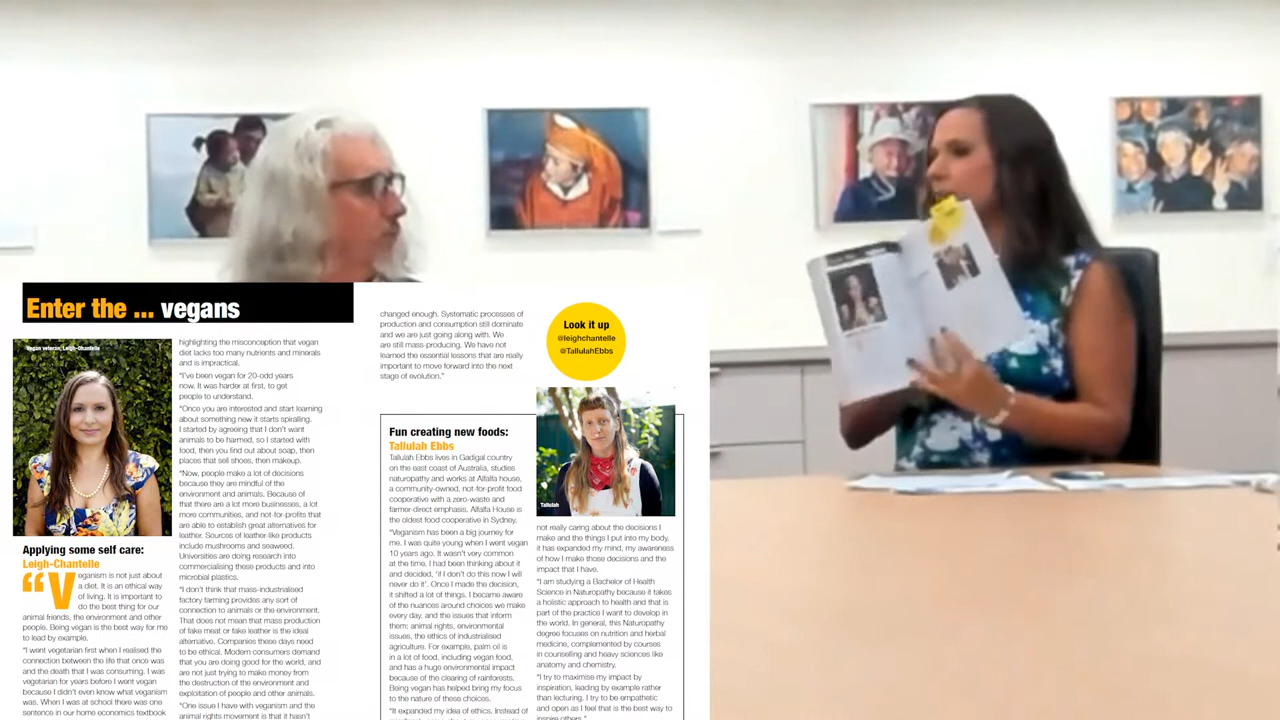 Enter the ... vegans
Vegan veteran, Leigh-Chantelle
Applying some self care:
Leigh-Chantelle
“Veganism is not just about
a diet. It is an ethical way
of living. It is important to
do the best thing for our
animal friends, the environment and other
people. Being vegan is the best way for me
to lead by example.
“I went vegetarian first when I realised the
connection between the life that once was
and the death that I was consuming. I was
vegetarian for years before I went vegan
because I didn’t even know what veganism
was. When I was at school there was one
sentence in our home economics textbook
highlighting the misconception that vegan
diet lacks too many nutrients and minerals
and is impractical.
“I’ve been vegan for 20-odd years
now. It was harder at first, to get
people to understand.
“Once you are interested and start learning
about something new it starts spiralling.
I started by agreeing that I don’t want
animals to be harmed, so I started with
food, then you find out about soap, then
places that sell shoes, then makeup.
“Now, people make a lot of decisions
because they are mindful of the
environment and animals. Because of
that there are a lot more businesses, a lot
more communities, and not-for-profits that
are able to establish great alternatives for
leather. Sources of leather-like products
include mushrooms and seaweed.
Universities are doing research into
commercialising these products and into
microbial plastics.
“I don’t think that mass-industrialised
factory farming provides any sort of
connection to animals or the environment.
That does not mean that mass production
of fake meat or fake leather is the ideal
alternative. Companies these days need
to be ethical. Modern consumers demand
that you are doing good for the world, and
are not just trying to make money from
the destruction of the environment and
exploitation of people and other animals.
“One issue I have with veganism and the
animal rights movement is that it hasn’t
changed enough. Systematic processes of
production and consumption still dominate
and we are just going along with. We
are still mass-producing. We have not
learned the essential lessons that are really
important to move forward into the next
stage of evolution.”
Look it up
@leighchantelle
@TallulahEbbs
Fun creating new foods:
Tallulah Ebbs
Tallulah Ebbs lives in Gadigal country
on the east coast of Australia, studies
naturopathy and works at Alfalfa house,
a community-owned, not-for-profit food
cooperative with a zero-waste and
farmer-direct emphasis. Alfalfa House is
the oldest food cooperative in Sydney.
“Veganism has been a big journey for
me. I was quite young when I went vegan
10 years ago. It wasn’t very common
at the time. I had been thinking about it
and decided, ‘if I don’t do this now I will
never do it’. Once I made the decision,
it shifted a lot of things. I became aware
of the nuances around choices we make
every day, and the issues that inform
them; animal rights, environmental
issues, the ethics of industrialised
agriculture. For example, palm oil is
in a lot of food, including vegan food,
and has a huge environmental impact
because of the clearing of rainforests.
Being vegan has helped bring my focus
to the nature of these choices.
“It expanded my idea of ethics. Instead of
Tallulah
not really caring about the decisions I
make and the things I put into my body,
it has expanded my mind, my awareness
of how I make those decisions and the
impact that I have.
“I am studying a Bachelor of Health
Science in Naturopathy because it takes
a holistic approach to health and that is
part of the practice I want to develop in
the world. In general, this Naturopathy
degree focuses on nutrition and herbal
medicine, complemented by courses
in counselling and heavy sciences like
anatomy and chemistry.
“I try to maximise my impact by
inspiration, leading by example rather
than lecturing. I try to be empathetic
and open as I feel that is the best way to
inspire others.”